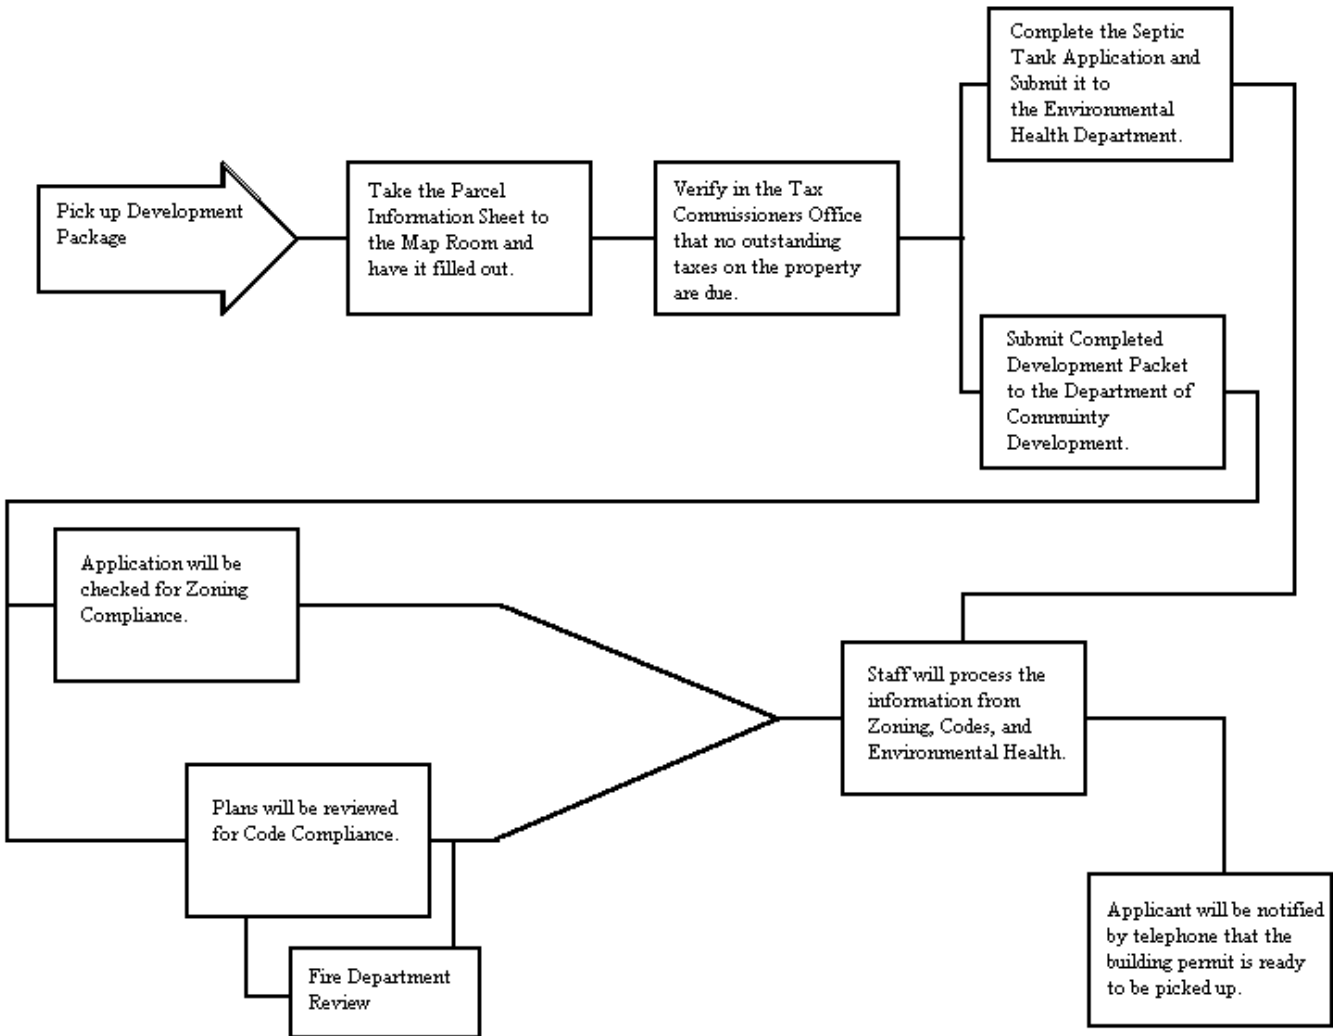 Pick up Development
Package
Take the Parcel
Information Sheet to
the Map Room and
have it filled out.
Verify in the Tax
Commissioners Office
that no outstanding
taxes on the property
are due.
Complete the Septic
Tank Application and
Submit it to
the Environmental
Health Department.
Submit Completed
Development Packet
to the Department of
Commuinty
Development.
Application will be
checked for Zoning
Compliance.
Plans will be reviewed
for Code Compliance.
Fire Department
Review
Staff will process the
information from
Zoning, Codes, and
Environmental Health.
Applicant will be notified
by telephone that the
building permit is ready
to be picked up.